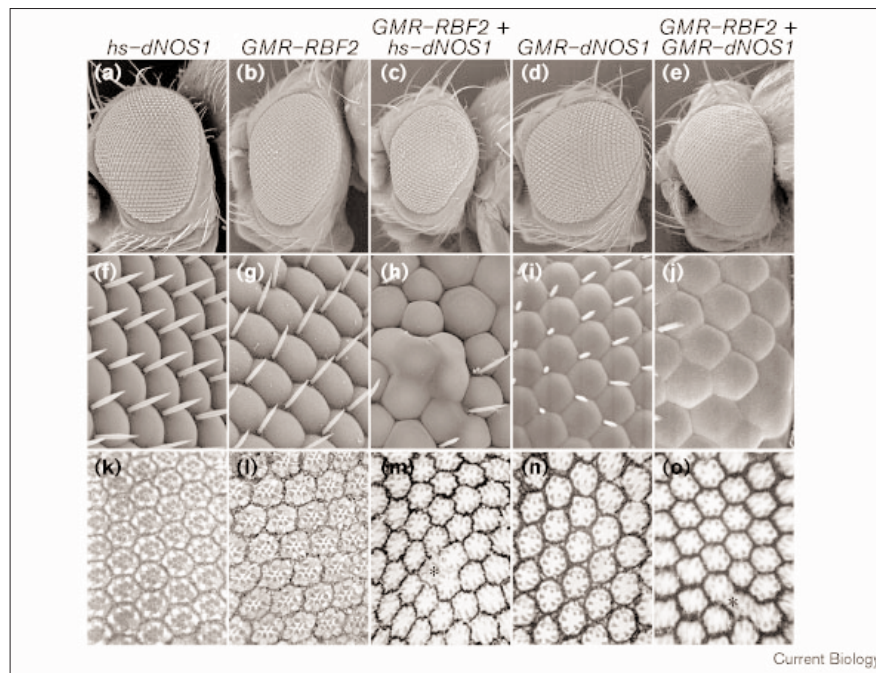 GMR–RBF2 + GMR–RBF2 +
hs–dNOS1 GMR–RBF2 hs–dNOS1 GMR–dNOS1 GMR–dNOS1
(a) (b) (c) (d) (e)
(f) (g) (h) (i) (j)
(k) (l) (m) (n) (o)
*
*
Current Biology